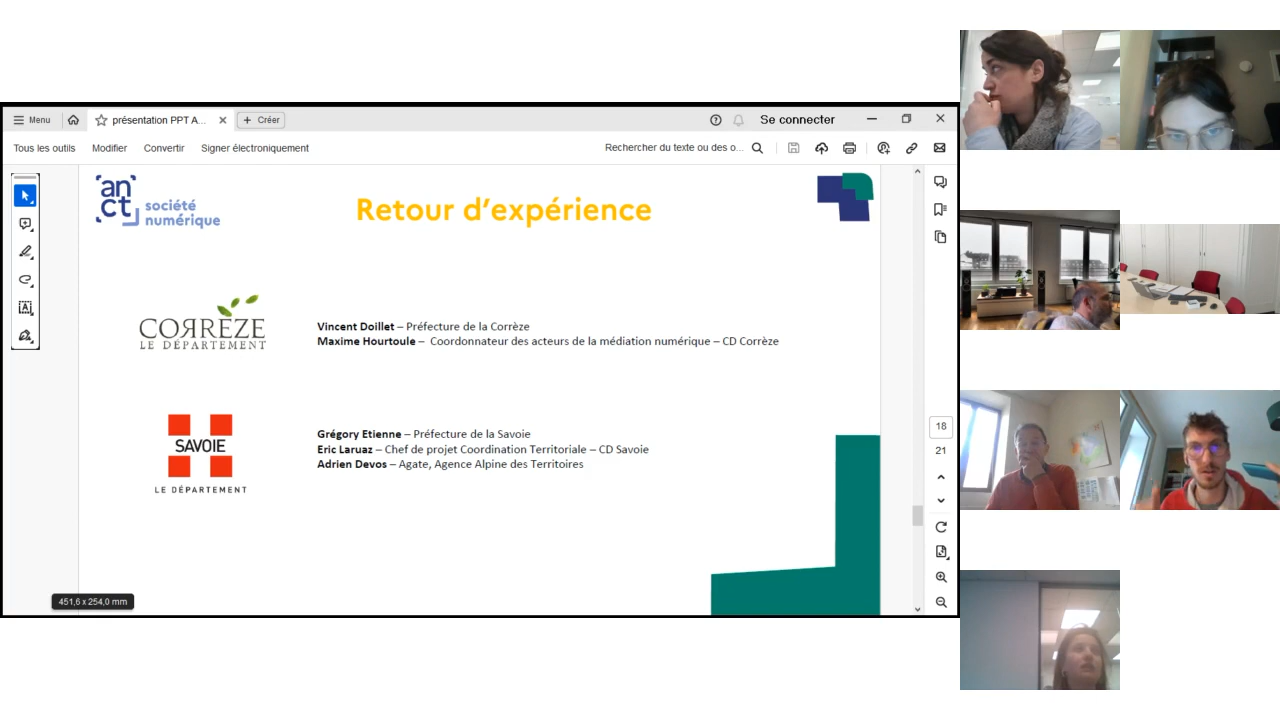 Menu
présentation PPT A...
Créer
Se connecter
Tous les outils
Modifier
Convertir
Signer électroniquement
Rechercher du texte ou des o...
an
ct
société
numérique
Retour d'expérience
CORRÈZE
LE DÉPARTEMENT
Vincent Doillet – Préfecture de la Corrèze
Maxime Hourtoule – Coordonnateur des acteurs de la médiation numérique – CD Corrèze
SAVOIE
LE DÉPARTEMENT
Grégory Etienne – Préfecture de la Savoie
Eric Laruaz – Chef de projet Coordination Territoriale – CD Savoie
Adrien Devos – Agate, Agence Alpine des Territoires
18
21
451,6 x 254,0 mm